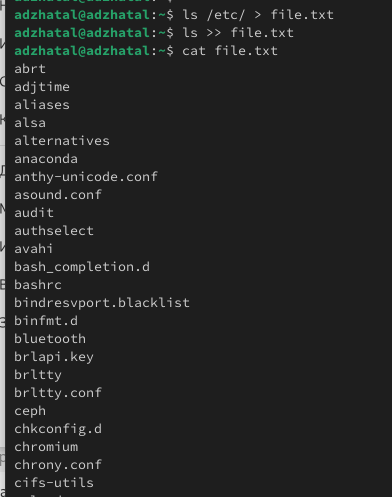 adzhatal@adzhatal:~$ ls /etc/ > file.txt
adzhatal@adzhatal:~$ ls >> file.txt
adzhatal@adzhatal:~$ cat file.txt
abrt
adjtime
aliases
alsa
alternatives
anaconda
anthy-unicode.conf
asound.conf
audit
authselect
avahi
bash_completion.d
bashrc
bindresvport.blacklist
binfmt.d
bluetooth
brlapi.key
brltty
brltty.conf
ceph
chkconfig.d
chromium
chrony.conf
cifs-utils